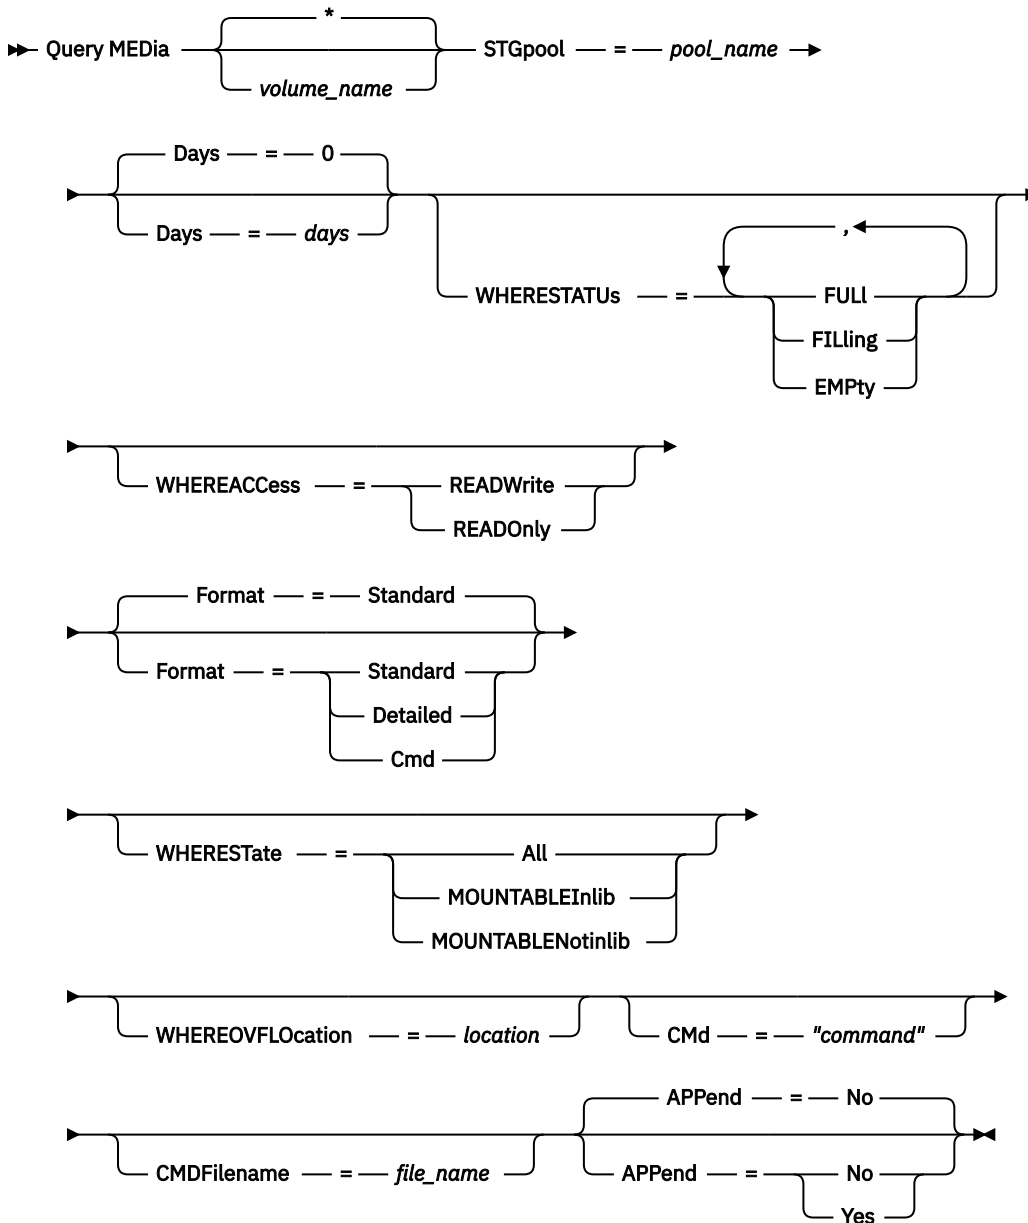 *
Query MEDia STGpool = pool_name
volume_name
Days = 0
Days = days
,
WHERESTATUs = FULl
FILling
EMPty
WHEREACCess = READWrite
READOnly
Format = Standard
Format = Standard
Detailed
Cmd
WHERESTate = All
MOUNTABLEInlib
MOUNTABLENotinlib
WHEREOVFLOcation = location CMd = "command"
APPend = No
CMDFilename = file_name APPend = No
Yes